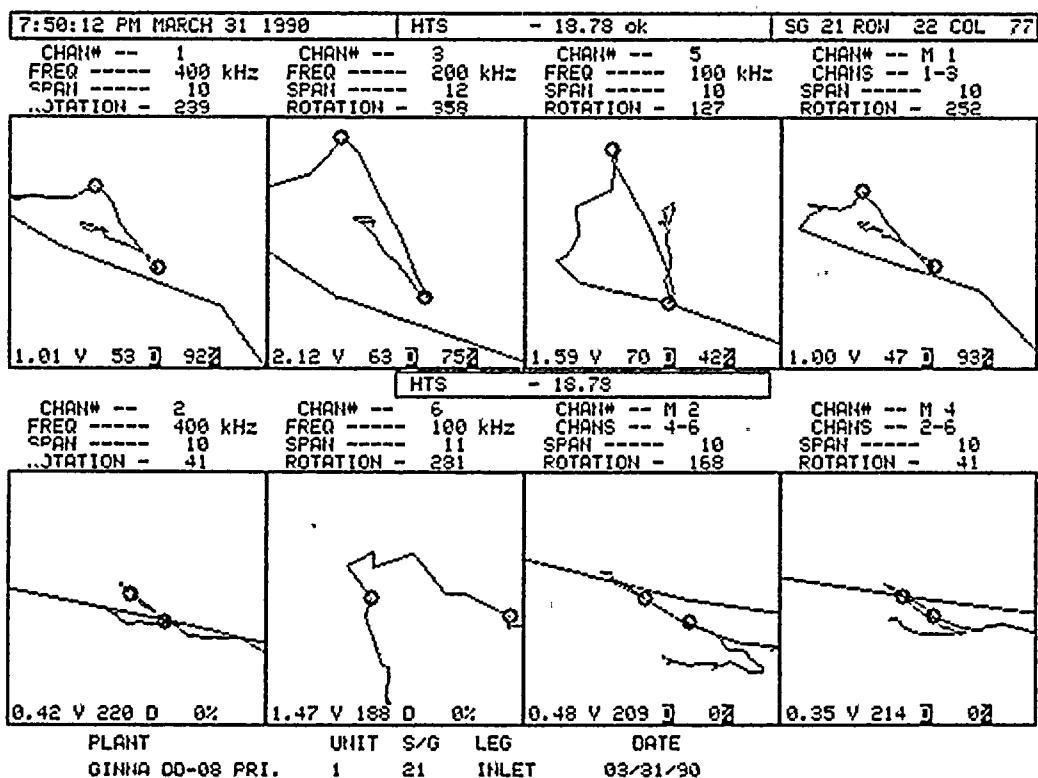 7:50:12 PM MARCH 31 1990 HTS - 18.78 ok SG 21 ROW 22 COL 77
CHAN# -- 1 CHAN# -- 3 CHAN# -- 5 CHAN# -- M 1
FREQ ----- 400 kHz FREQ ----- 200 kHz FREQ ----- 100 kHz CHANS -- 1-3
SPAN ----- 10 SPAN ----- 12 SPAN ----- 10 SPAN ----- 10
..OTATION - 239 ROTATION - 358 ROTATION - 127 ROTATION - 252
1.01 V 53 D 92% 2.12 V 63 D 75% 1.59 V 70 D 42% 1.00 V 47 D 93%
HTS - 18.78
CHAN# -- 2 CHAN# -- 6 CHAN# -- M 2 CHAN# -- M 4
FREQ ----- 400 kHz FREQ ----- 100 kHz CHANS -- 4-6 CHANS -- 2-6
SPAN ----- 10 SPAN ----- 11 SPAN ----- 10 SPAN ----- 10
..OTATION - 41 ROTATION - 281 ROTATION - 168 ROTATION - 41
0.42 V 220 D 0% 1.47 V 188 D 0% 0.48 V 209 D 0% 0.35 V 214 D 0%
PLANT UNIT S/G LEG DATE
GINNA OD-08 PRI. 1 21 INLET 03/31/90